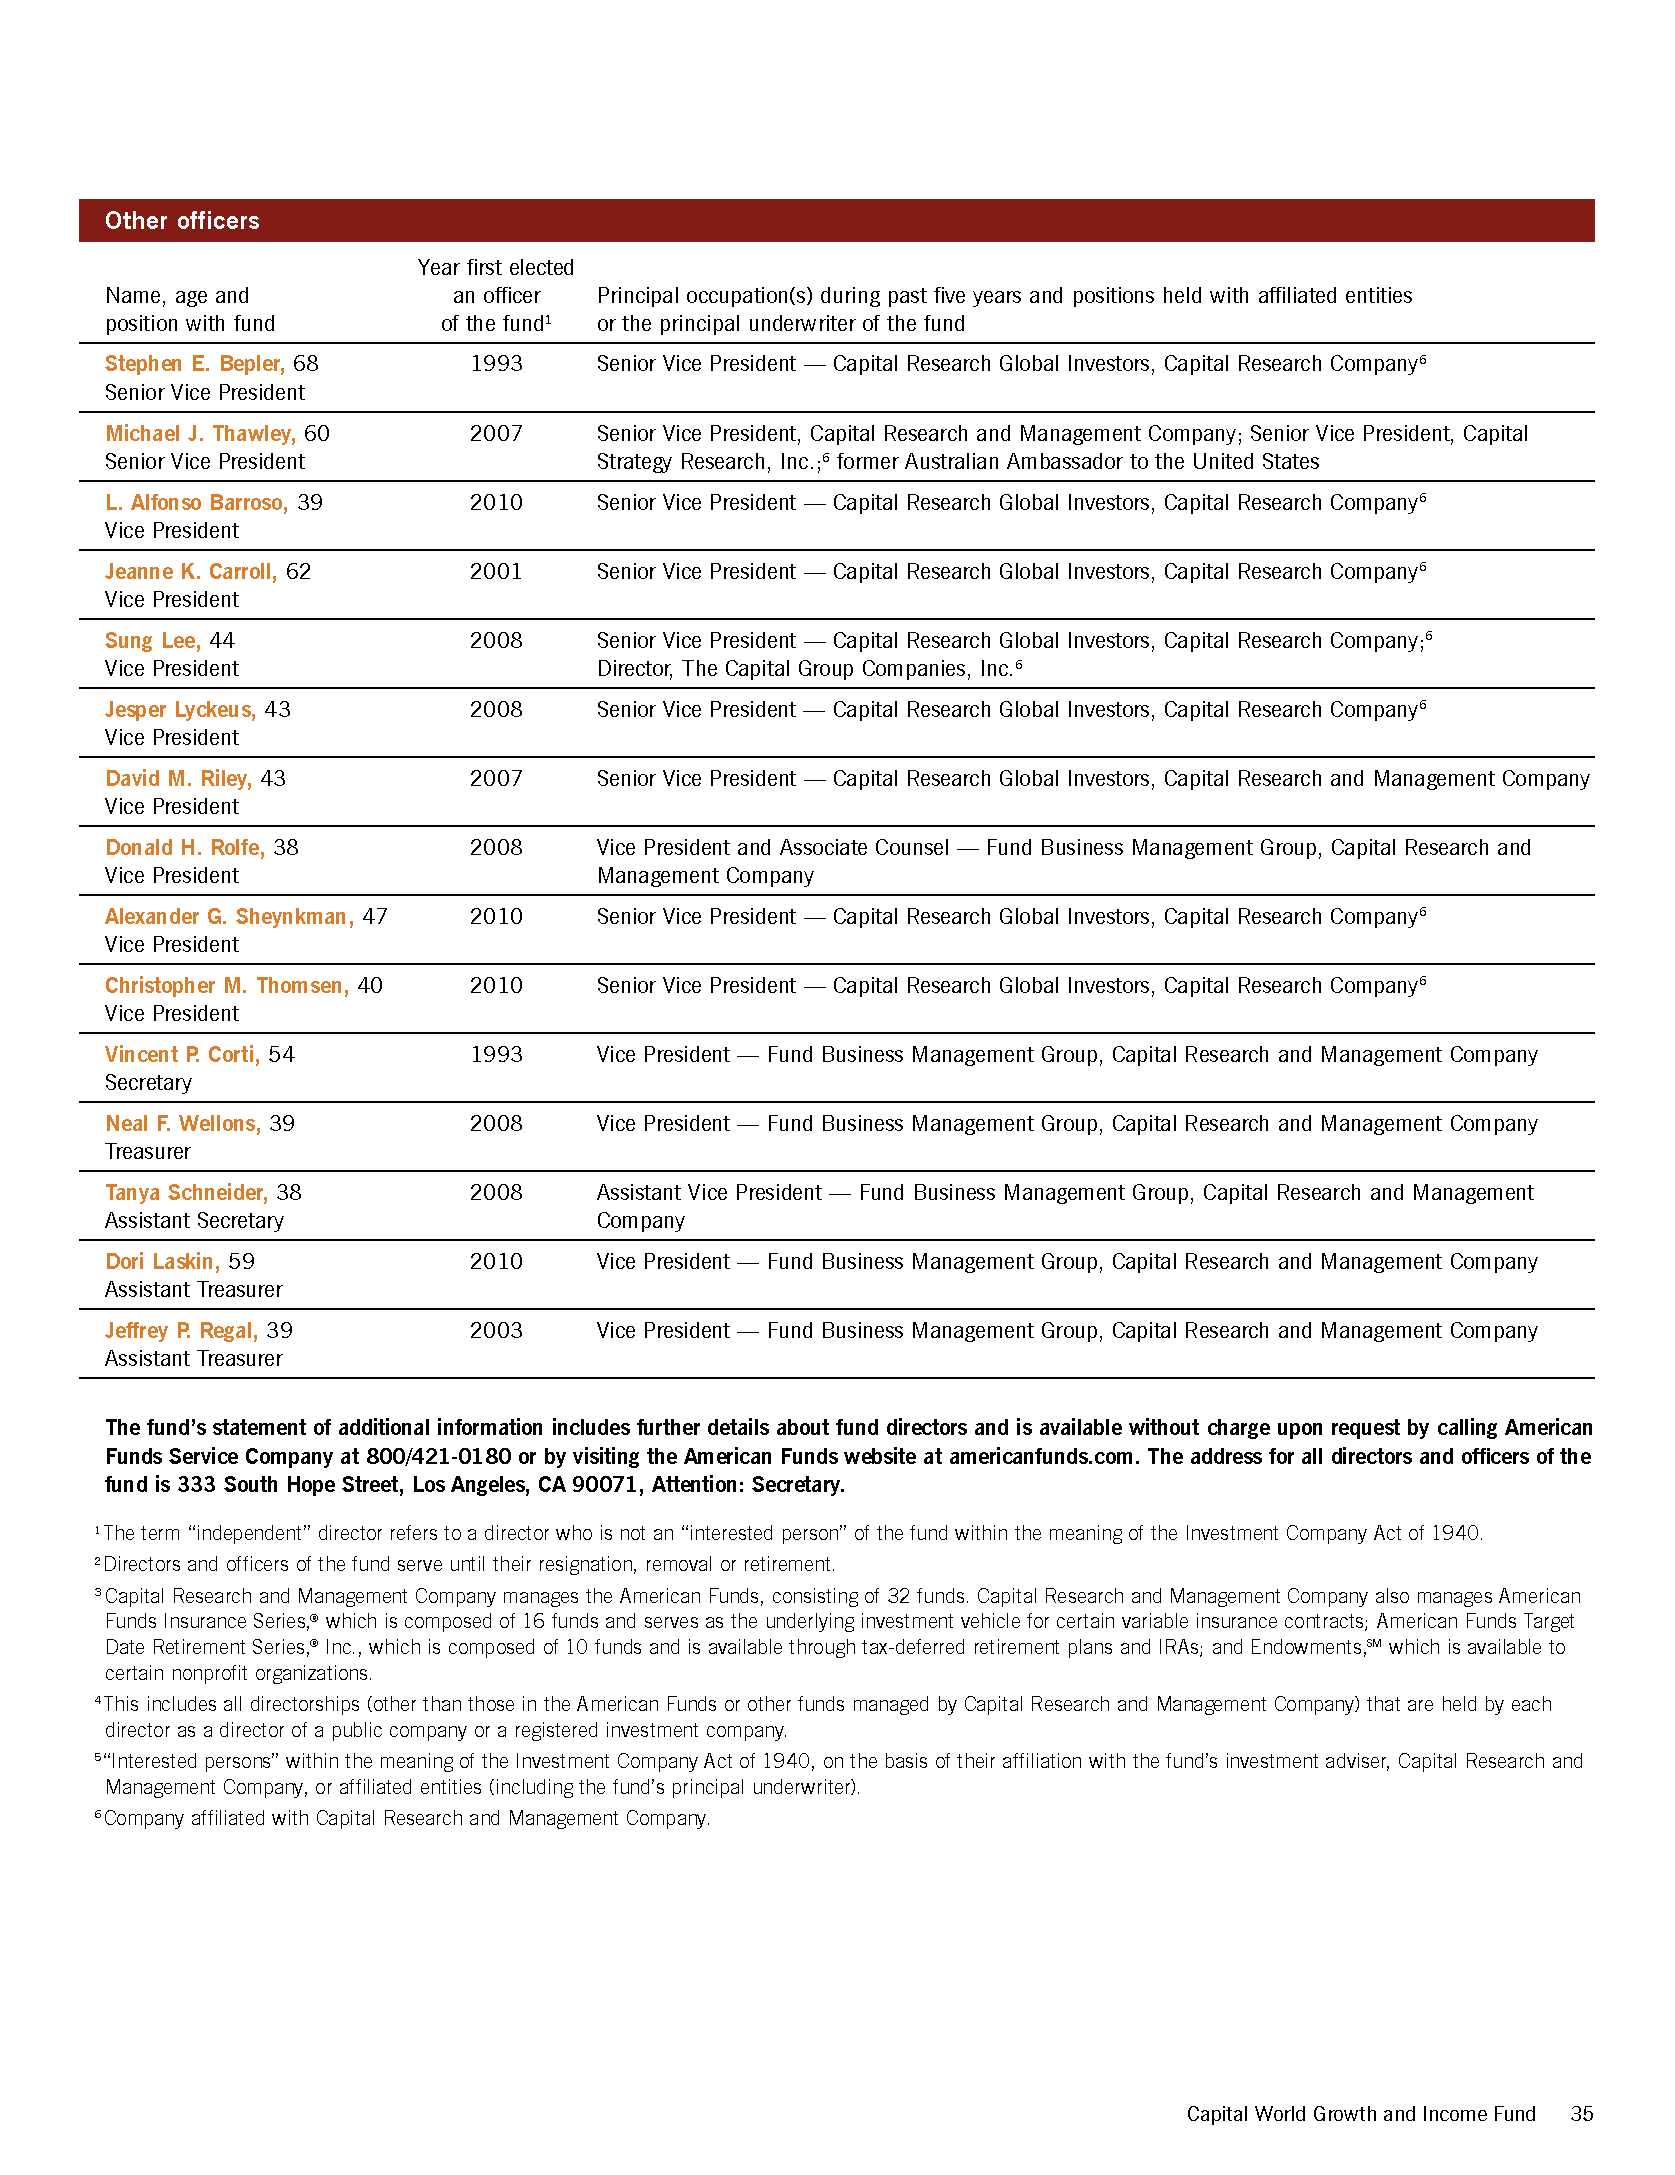 Other officers
Year first elected
Name, age and an officer Principal occupation(s) during past five years and positions held with affiliated entities
position with fund of the fund¹ or the principal underwriter of the fund
Stephen E. Bepler, 68 1993 Senior Vice President — Capital Research Global Investors, Capital Research Company⁶
Senior Vice President
Michael J. Thawley, 60 2007 Senior Vice President, Capital Research and Management Company; Senior Vice President, Capital
Senior Vice President Strategy Research, Inc.;⁶ former Australian Ambassador to the United States
L. Alfonso Barroso, 39 2010 Senior Vice President — Capital Research Global Investors, Capital Research Company⁶
Vice President
Jeanne K. Carroll, 62 2001 Senior Vice President — Capital Research Global Investors, Capital Research Company⁶
Vice President
Sung Lee, 44 2008 Senior Vice President — Capital Research Global Investors, Capital Research Company;⁶
Vice President Director, The Capital Group Companies, Inc.⁶
Jesper Lyckeus, 43 2008 Senior Vice President — Capital Research Global Investors, Capital Research Company⁶
Vice President
David M. Riley, 43 2007 Senior Vice President — Capital Research Global Investors, Capital Research and Management Company
Vice President
Donald H. Rolfe, 38 2008 Vice President and Associate Counsel — Fund Business Management Group, Capital Research and
Vice President Management Company
Alexander G. Sheynkman, 47 2010 Senior Vice President — Capital Research Global Investors, Capital Research Company⁶
Vice President
Christopher M. Thomsen, 40 2010 Senior Vice President — Capital Research Global Investors, Capital Research Company⁶
Vice President
Vincent P. Corti, 54 1993 Vice President — Fund Business Management Group, Capital Research and Management Company
Secretary
Neal F. Wellons, 39 2008 Vice President — Fund Business Management Group, Capital Research and Management Company
Treasurer
Tanya Schneider, 38 2008 Assistant Vice President — Fund Business Management Group, Capital Research and Management
Assistant Secretary Company
Dori Laskin, 59 2010 Vice President — Fund Business Management Group, Capital Research and Management Company
Assistant Treasurer
Jeffrey P. Regal, 39 2003 Vice President — Fund Business Management Group, Capital Research and Management Company
Assistant Treasurer
The fund’s statement of additional information includes further details about fund directors and is available without charge upon request by calling American
Funds Service Company at 800/421-0180 or by visiting the American Funds website at americanfunds.com. The address for all directors and officers of the
fund is 333 South Hope Street, Los Angeles, CA 90071, Attention: Secretary.
¹ The term “independent” director refers to a director who is not an “interested person” of the fund within the meaning of the Investment Company Act of 1940.
² Directors and officers of the fund serve until their resignation, removal or retirement.
³ Capital Research and Management Company manages the American Funds, consisting of 32 funds. Capital Research and Management Company also manages American
Funds Insurance Series,® which is composed of 16 funds and serves as the underlying investment vehicle for certain variable insurance contracts; American Funds Target
Date Retirement Series,® Inc., which is composed of 10 funds and is available through tax-deferred retirement plans and IRAs; and Endowments,℠ which is available to
certain nonprofit organizations.
⁴ This includes all directorships (other than those in the American Funds or other funds managed by Capital Research and Management Company) that are held by each
director as a director of a public company or a registered investment company.
⁵ “Interested persons” within the meaning of the Investment Company Act of 1940, on the basis of their affiliation with the fund’s investment adviser, Capital Research and
Management Company, or affiliated entities (including the fund’s principal underwriter).
⁶ Company affiliated with Capital Research and Management Company.
Capital World Growth and Income Fund 35